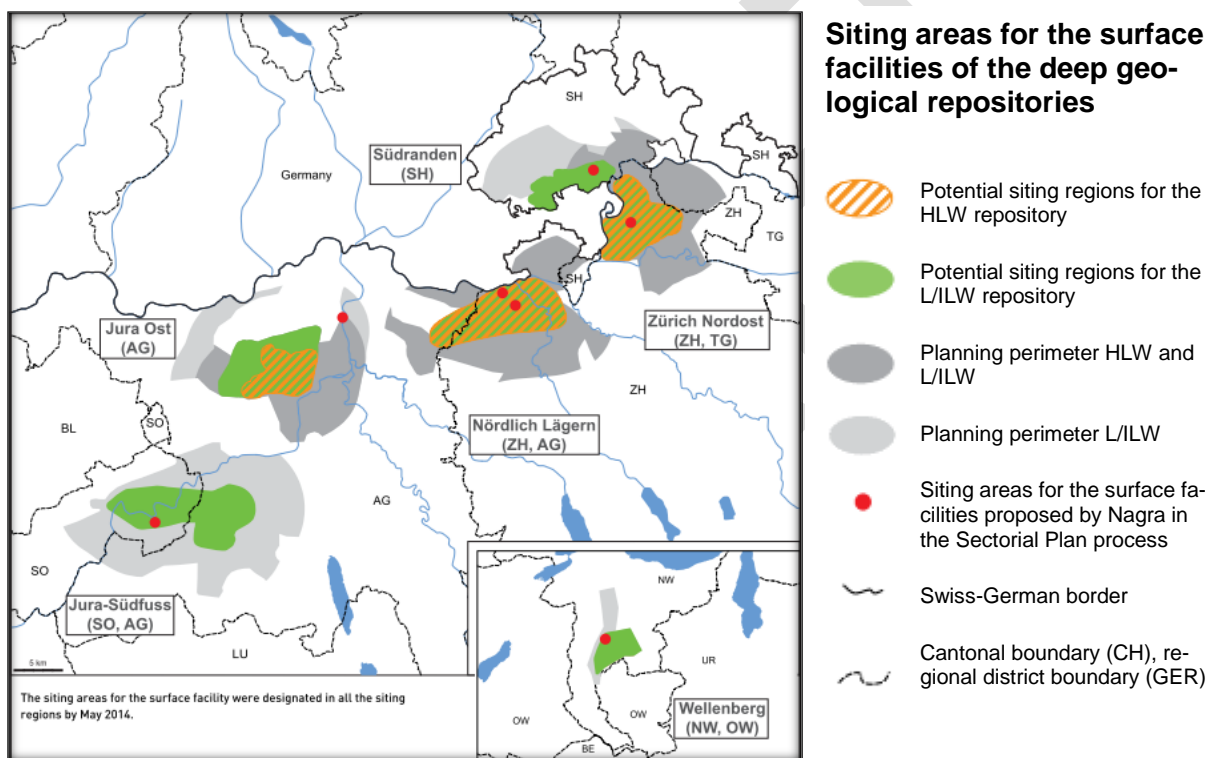 Siting areas for the surface
facilities of the deep geo-
logical repositories
SH
Südranden
(SH)
Germany
SH
ZH
TG
SH
Zürich Nordost
(ZH, TG)
Jura Ost
(AG)
ZH
Nördlich Lägern
(ZH, AG)
BL
SO
AG
SO
Jura-Südfuss
(SO, AG)
LU
5 km
NW
UR
OW
OW
Wellenberg
(NW, OW)
BE
The siting areas for the surface facility were designated in all the siting
regions by May 2014.
Potential siting regions for the
HLW repository
Potential siting regions for the
L/ILW repository
Planning perimeter HLW and
L/ILW
Planning perimeter L/ILW
Siting areas for the surface fa-
cilities proposed by Nagra in
the Sectorial Plan process
Swiss-German border
Cantonal boundary (CH), re-
gional district boundary (GER)